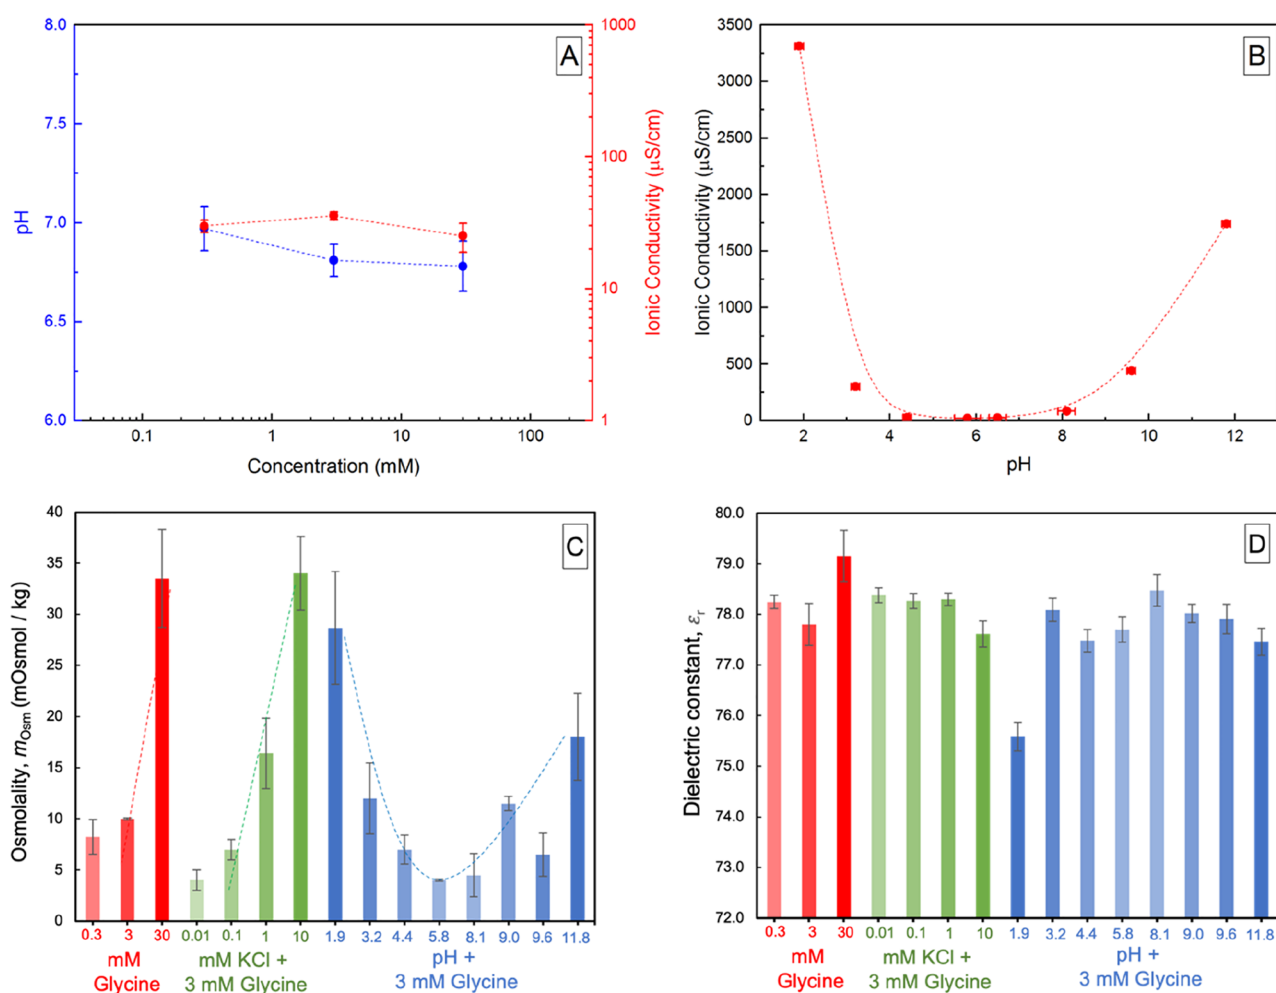 A
8.0
7.5
7.0
6.5
6.0
pH
1000
100
10
1
Ionic Conductivity (μS/cm)
0.1 1 10 100
Concentration (mM)
B
3500
3000
2500
2000
1500
1000
500
0
Ionic Conductivity (μS/cm)
2 4 6 8 10 12
pH
C
40
35
30
25
20
15
10
5
0
Osmolality, mOsm (mOsmol / kg)
0.3 3 30 0.01 0.1 1 10 1.9 3.2 4.4 5.8 8.1 9.0 9.6 11.8
mM
Glycine
mM KCl +
3 mM Glycine
pH +
3 mM Glycine
D
80.0
79.0
78.0
77.0
76.0
75.0
74.0
73.0
72.0
Dielectric constant, εr
0.3 3 30 0.01 0.1 1 10 1.9 3.2 4.4 5.8 8.1 9.0 9.6 11.8
mM
Glycine
mM KCl +
3 mM Glycine
pH +
3 mM Glycine